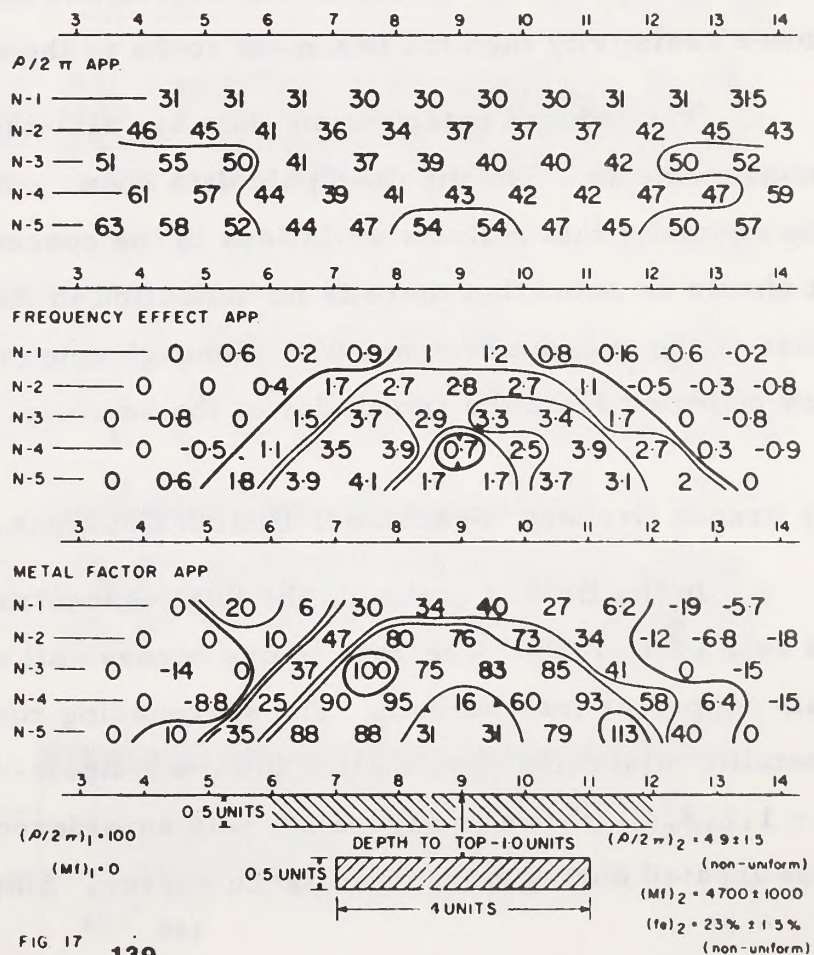 3 4 5 6 7 8 9 10 11 12 13 14
ρ/2 π APP.
N-1 31 31 31 30 30 30 30 31 31 31·5
N-2 46 45 41 36 34 37 37 37 42 45 43
N-3 51 55 50 41 37 39 40 40 42 50 52
N-4 61 57 44 39 41 43 42 42 47 47 59
N-5 63 58 52 44 47 54 54 47 45 50 57
3 4 5 6 7 8 9 10 11 12 13 14
FREQUENCY EFFECT APP.
N-1 0 0·6 0·2 0·9 1 1·2 0·8 0·16 -0·6 -0·2
N-2 0 0 0·4 1·7 2·7 2·8 2·7 1·1 -0·5 -0·3 -0·8
N-3 0 -0·8 0 1·5 3·7 2·9 3·3 3·4 1·7 0 -0·8
N-4 0 -0·5 1·1 3·5 3·9 0·7 2·5 3·9 2·7 0·3 -0·9
N-5 0 0·6 1·8 3·9 4·1 1·7 1·7 3·7 3·1 2 0
3 4 5 6 7 8 9 10 11 12 13 14
METAL FACTOR APP.
N-1 0 20 6 30 34 40 27 6·2 -19 -5·7
N-2 0 0 10 47 80 76 73 34 -12 -6·8 -18
N-3 0 -14 0 37 100 75 83 85 41 0 -15
N-4 0 -8·8 25 90 95 16 60 93 58 6·4 -15
N-5 0 10 35 88 88 31 31 79 113 40 0
3 4 5 6 7 8 9 10 11 12 13 14
0·5 UNITS
(ρ/2π)₁ = 100
DEPTH TO TOP - 1·0 UNITS
(ρ/2π)₂ = 4·9 ± 1·5
(non-uniform)
(Mf)₁ = 0
0·5 UNITS
(Mf)₂ = 4700 ± 1000
4 UNITS
(fe)₂ = 23% ± 1·5%
(non-uniform)
FIG 17
139